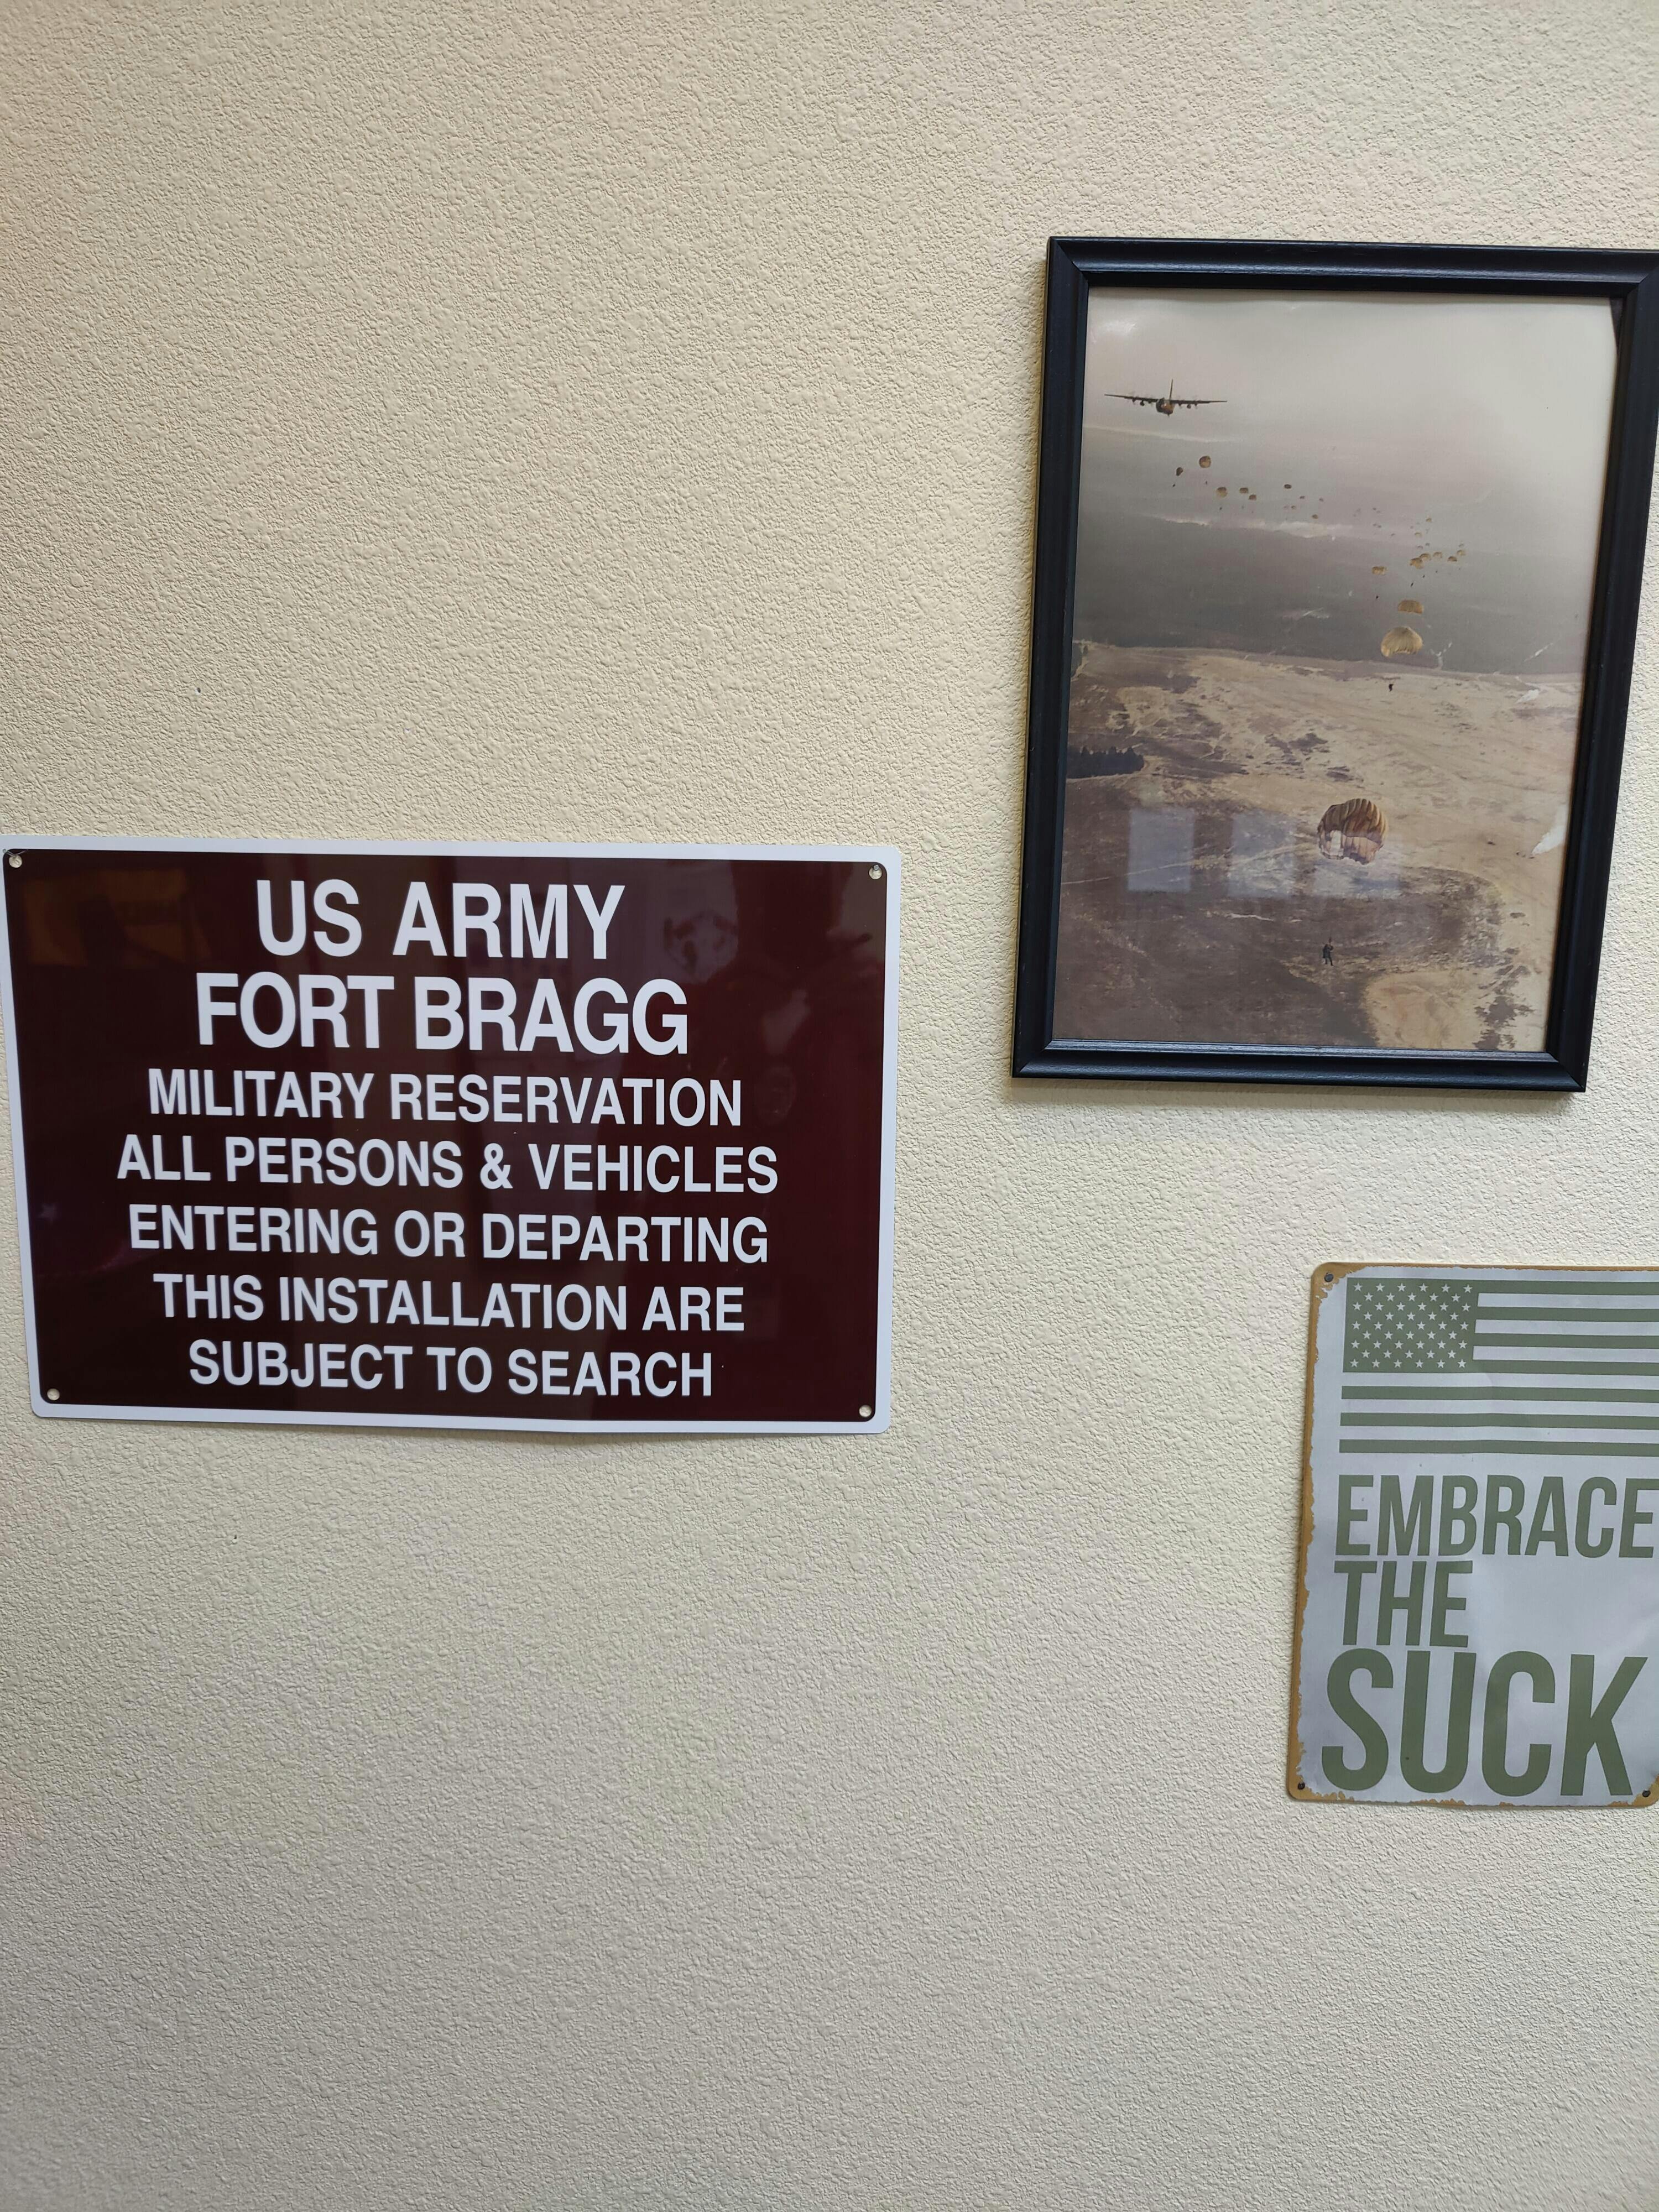 US ARMY
FORT BRAGG
MILITARY RESERVATION
ALL PERSONS & VEHICLES
ENTERING OR DEPARTING
THIS INSTALLATION ARE
SUBJECT TO SEARCH
EMBRACE
THE
SUCK